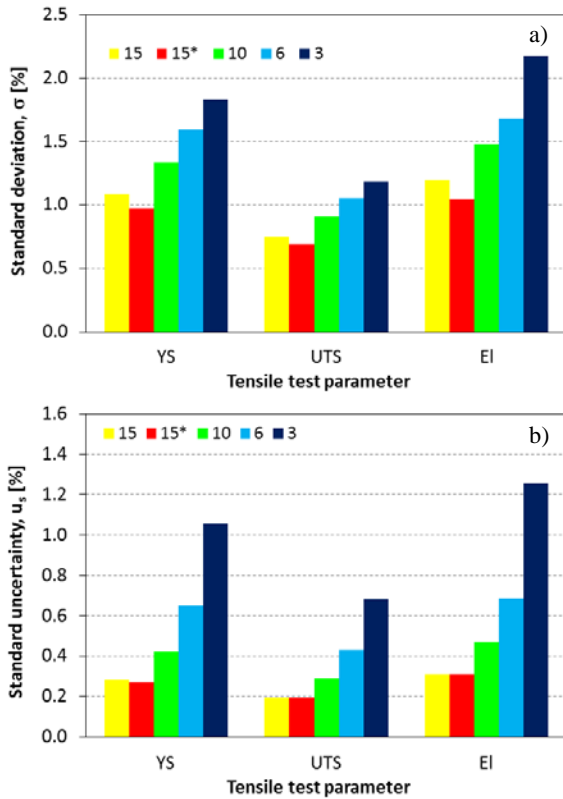 a)
2.5
2.0
1.5
1.0
0.5
0.0
Standard deviation, σ [%]
15 15* 10 6 3
YS UTS El
Tensile test parameter
b)
1.6
1.4
1.2
1.0
0.8
0.6
0.4
0.2
0.0
Standard uncertainty, us [%]
15 15* 10 6 3
YS UTS El
Tensile test parameter